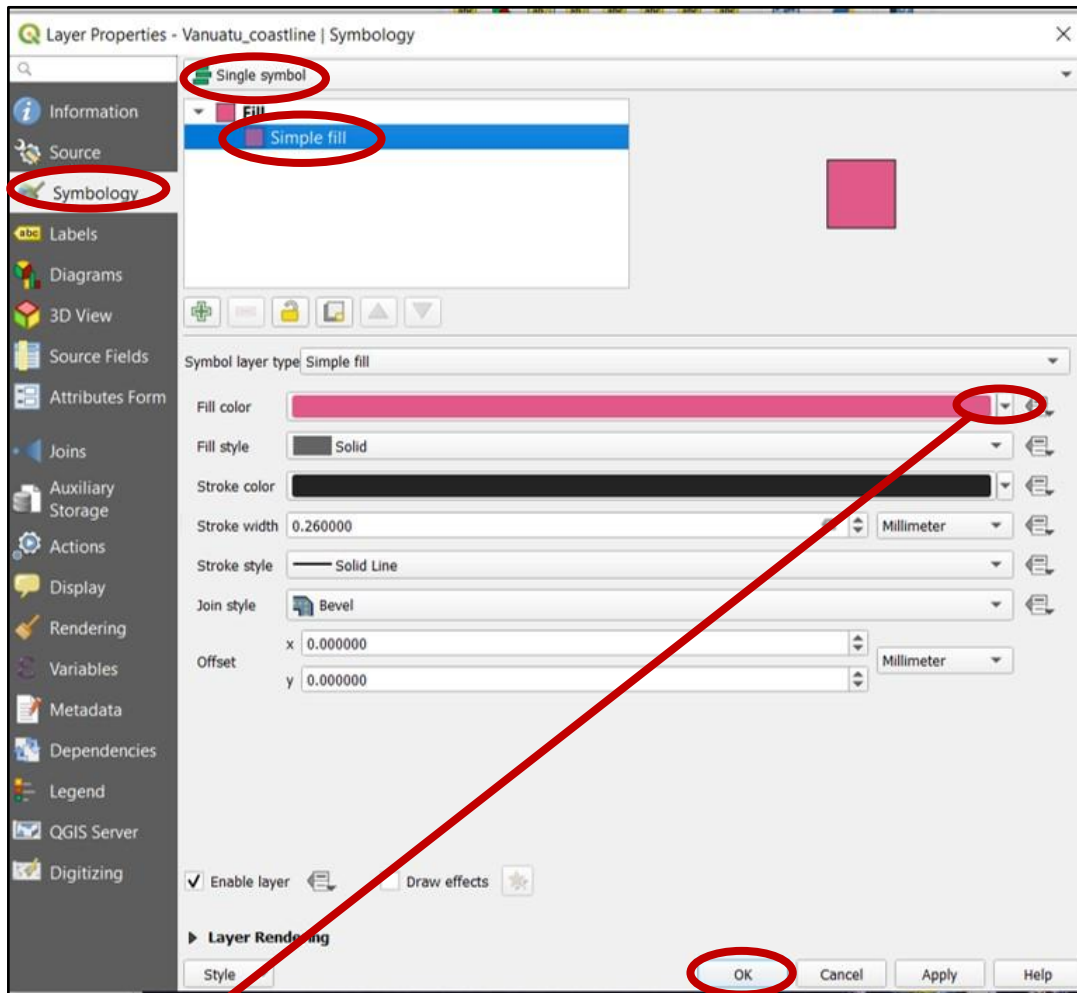 Layer Properties - Vanuatu_coastline | Symbology
Single symbol
Information
Source
Symbology
Labels
Diagrams
3D View
Source Fields
Attributes Form
Joins
Auxiliary
Storage
Actions
Display
Rendering
Variables
Metadata
Dependencies
Legend
QGIS Server
Digitizing
Fill
Simple fill
Symbol layer type Simple fill
Fill color
Fill style Solid
Stroke color
Stroke width 0.260000 Millimeter
Stroke style Solid Line
Join style Bevel
Offset
x 0.000000
y 0.000000
Millimeter
Enable layer Draw effects
Layer Rendering
Style OK Cancel Apply Help